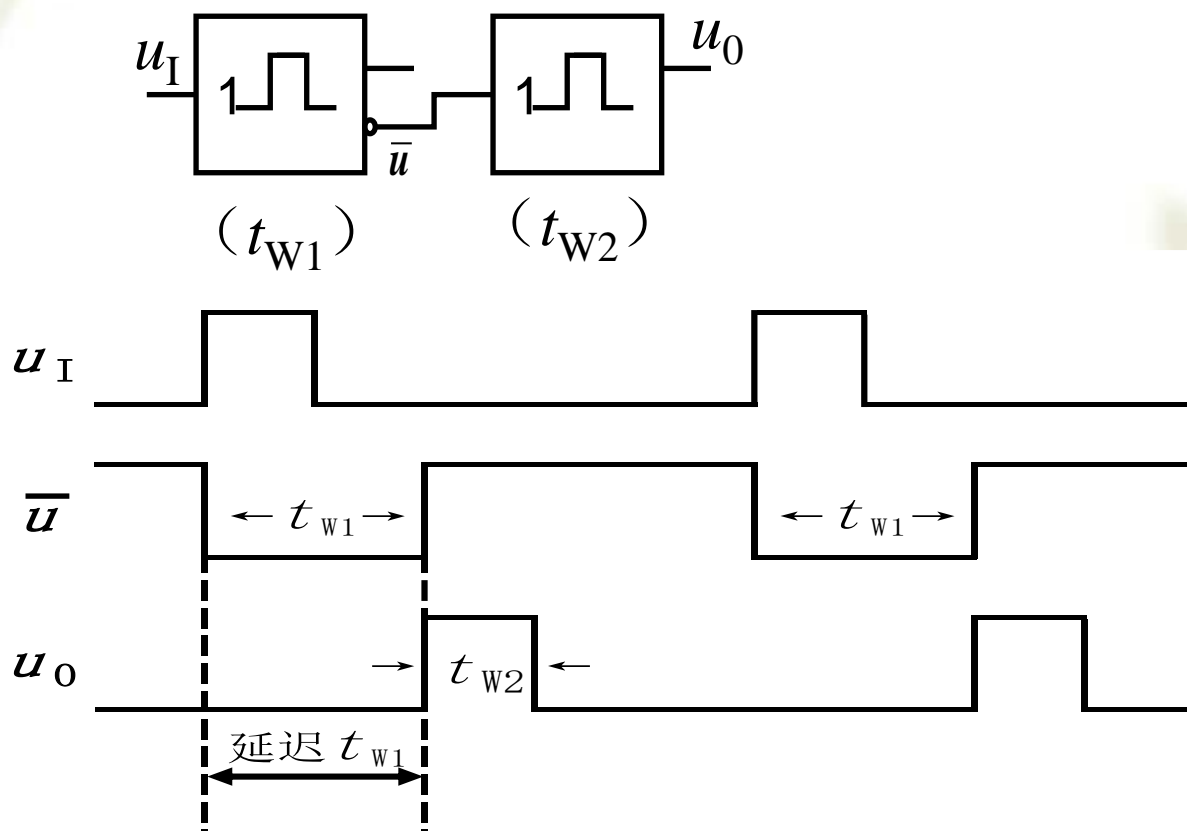 u_I
1
1
u_0
u̅
(t_W1)
(t_W2)
u_I
u̅
← t_W1 →
← t_W1 →
u_O
→ t_W2 ←
延迟 t_W1